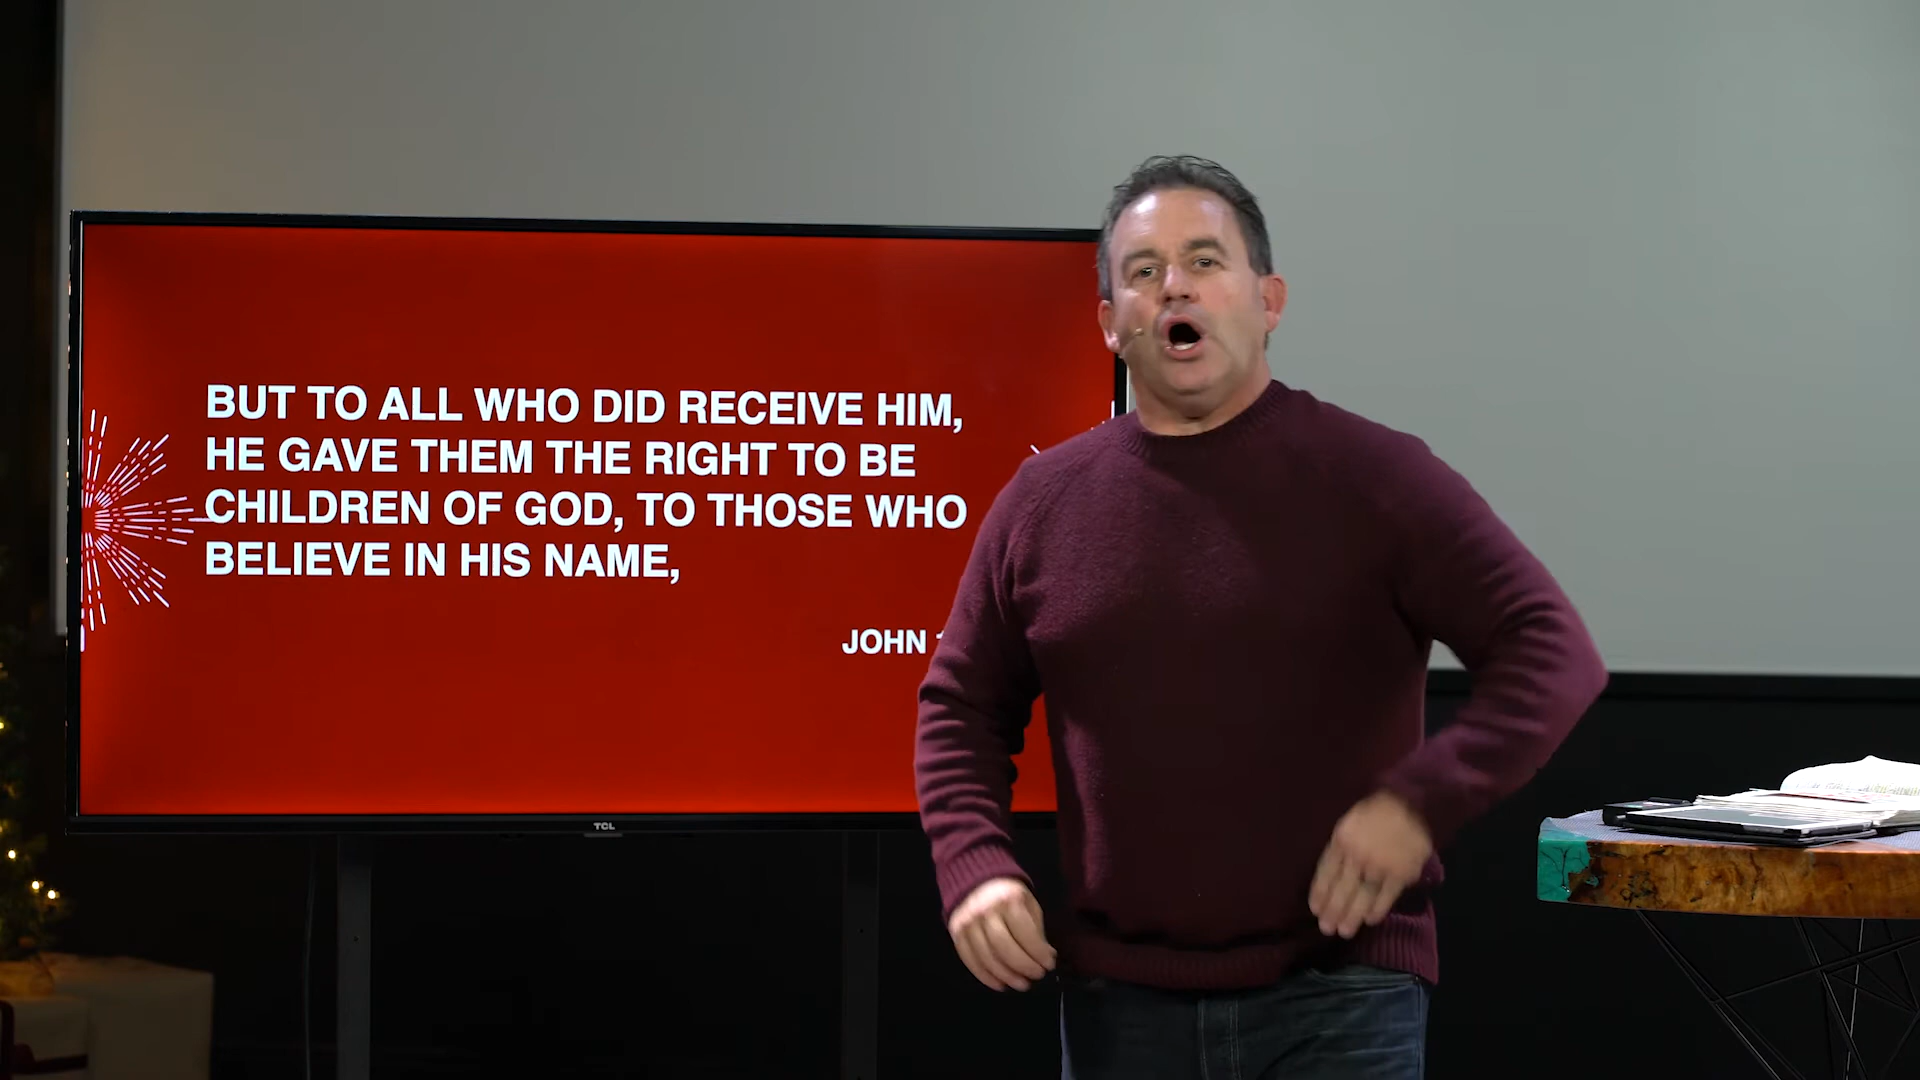 BUT TO ALL WHO DID RECEIVE HIM,
HE GAVE THEM THE RIGHT TO BE
CHILDREN OF GOD, TO THOSE WHO
BELIEVE IN HIS NAME,
JOHN
TCL